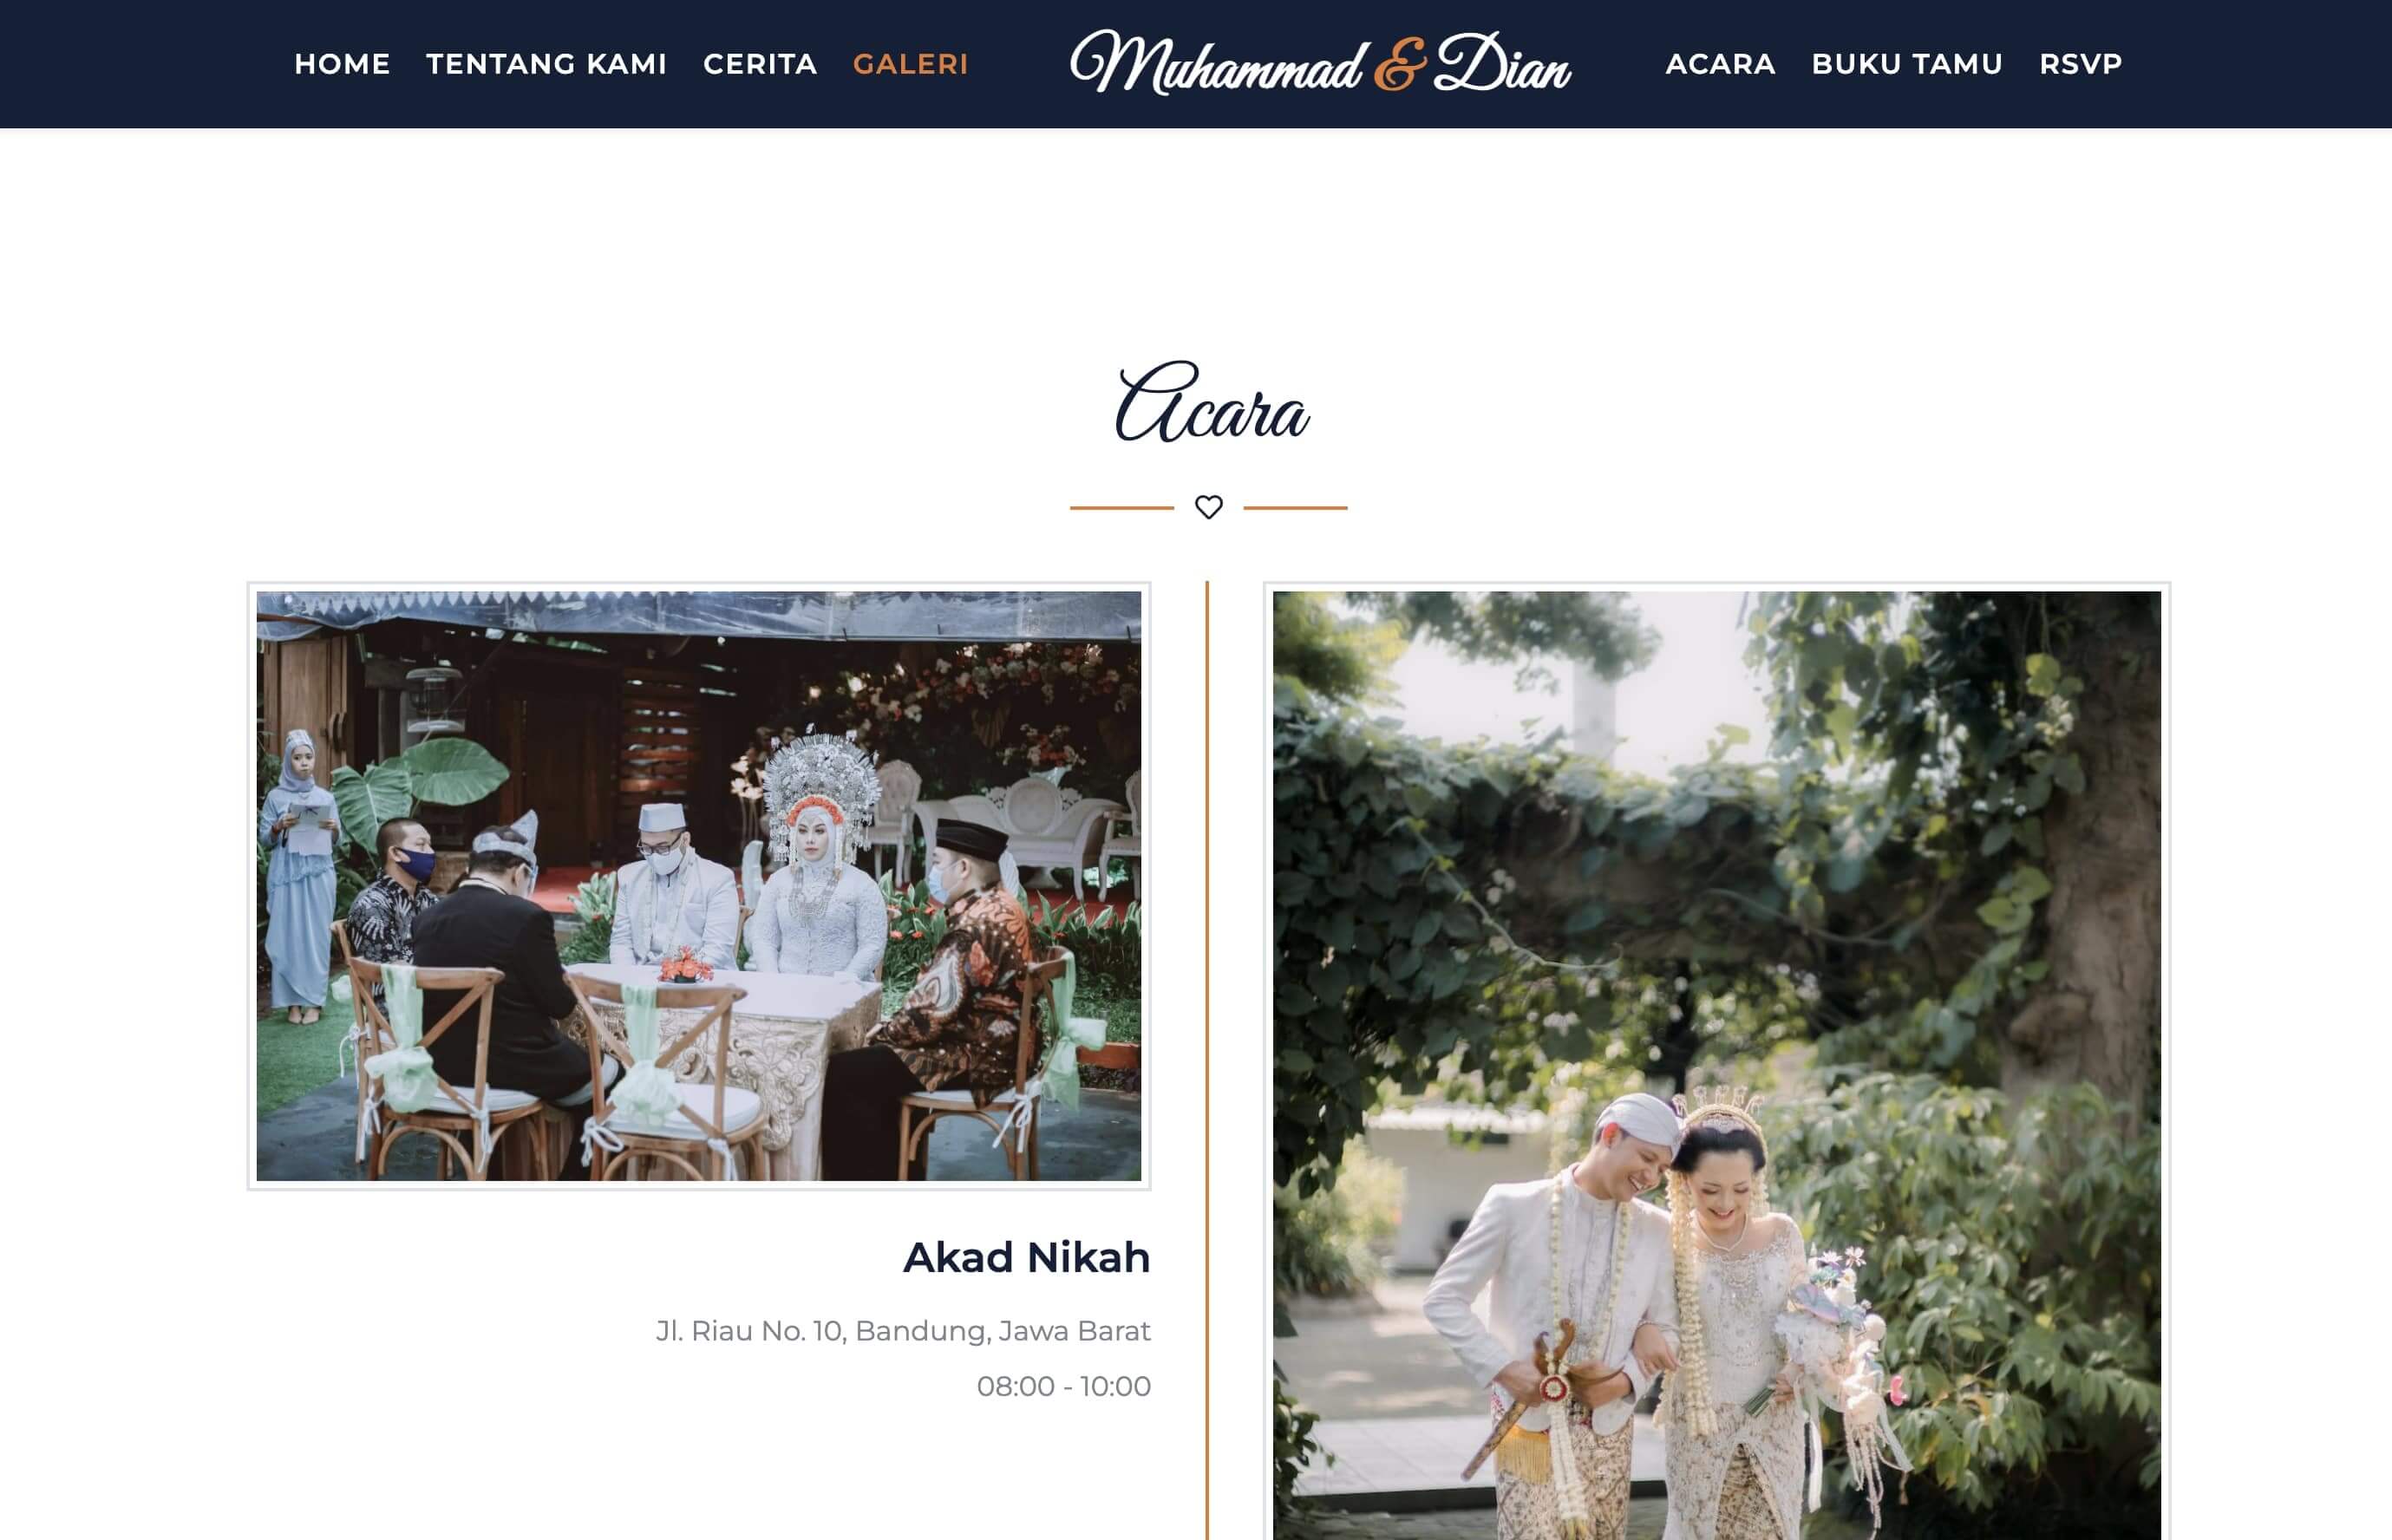 HOME TENTANG KAMI CERITA GALERI Muhammad & Dian ACARA BUKU TAMU RSVP
Acara
Akad Nikah
Jl. Riau No. 10, Bandung, Jawa Barat
08:00 - 10:00